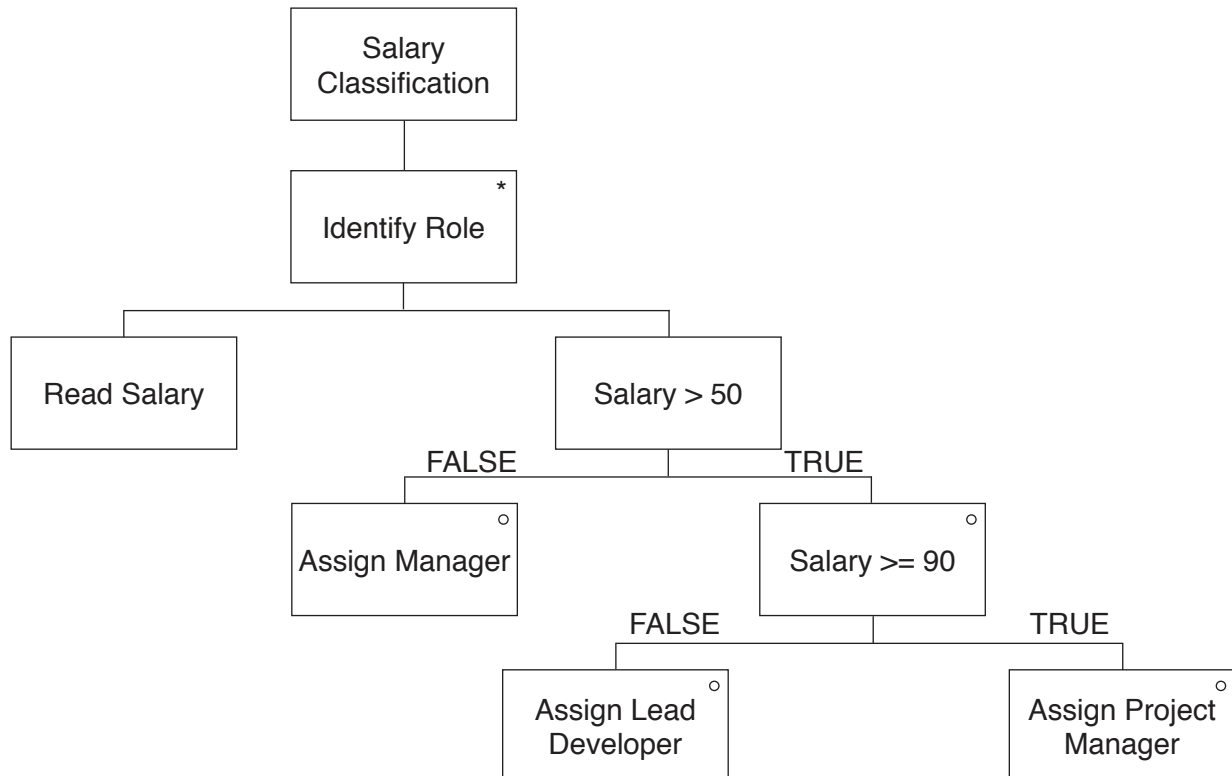 Salary
Classification
*
Identify Role
Read Salary
Salary > 50
FALSE
TRUE
Assign Manager
Salary >= 90
FALSE
TRUE
Assign Lead
Developer
Assign Project
Manager